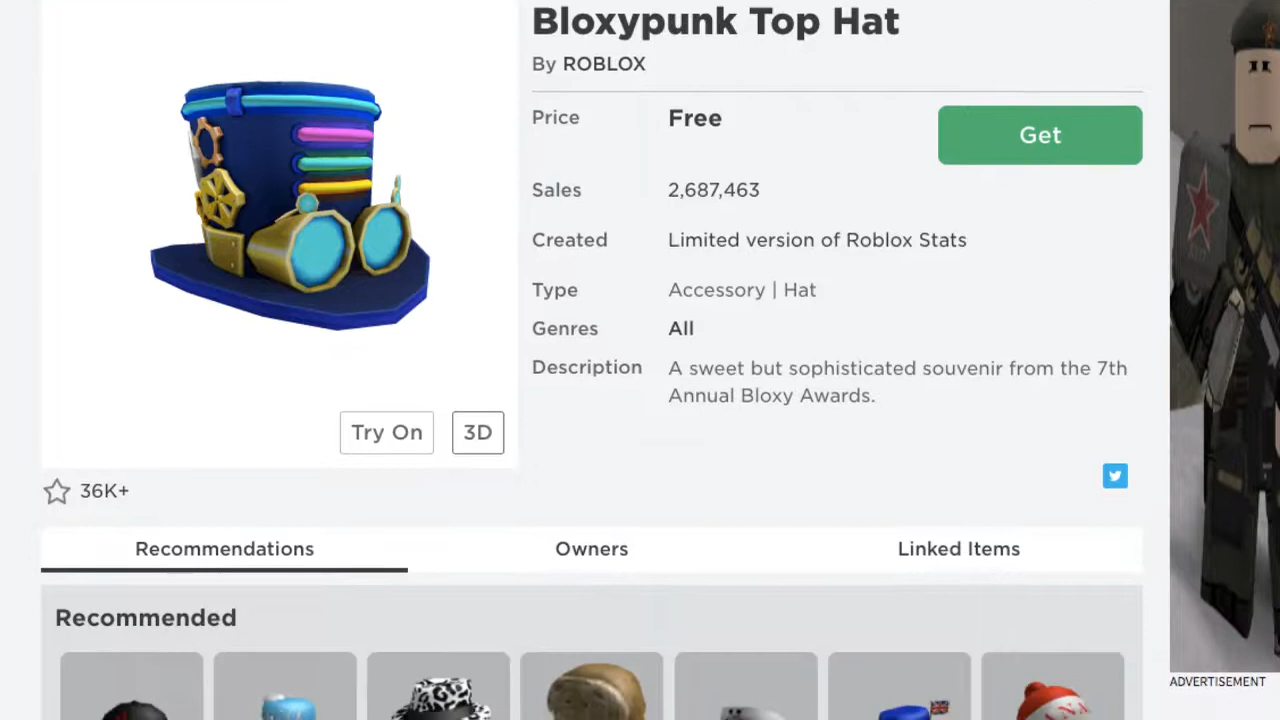 Bloxypunk Top Hat
By ROBLOX
Price Free
Get
Sales 2,687,463
Created Limited version of Roblox Stats
Type Accessory | Hat
Genres All
Description A sweet but sophisticated souvenir from the 7th
Annual Bloxy Awards.
Try On 3D
36K+
Recommendations Owners Linked Items
Recommended
ADVERTISEMENT